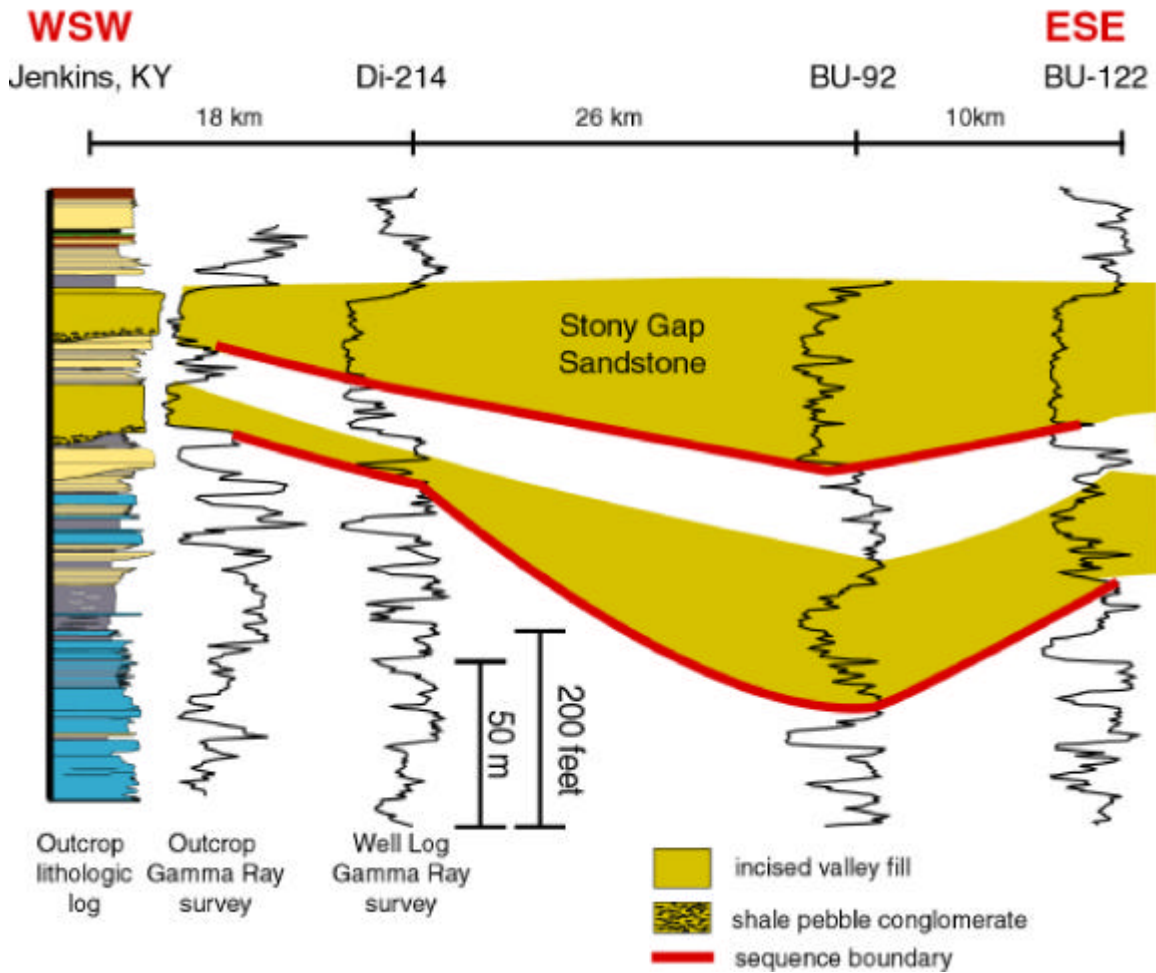 WSW
ESE
Jenkins, KY
Di-214
BU-92
BU-122
18 km
26 km
10km
Stony Gap
Sandstone
50 m
200 feet
Outcrop
lithologic
log
Outcrop
Gamma Ray
survey
Well Log
Gamma Ray
survey
incised valley fill
shale pebble conglomerate
sequence boundary